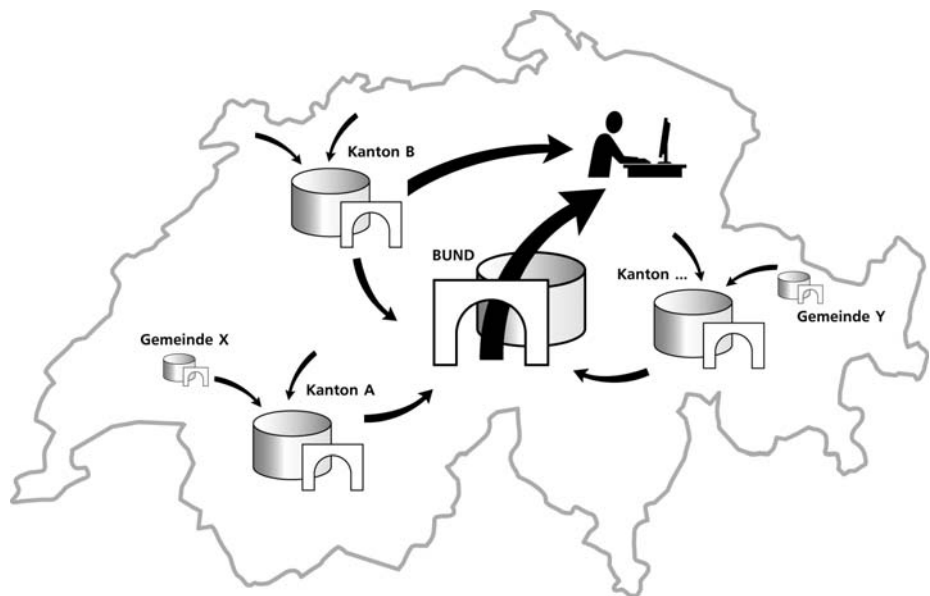 Kanton B
BUND
Kanton ...
Gemeinde Y
Gemeinde X
Kanton A